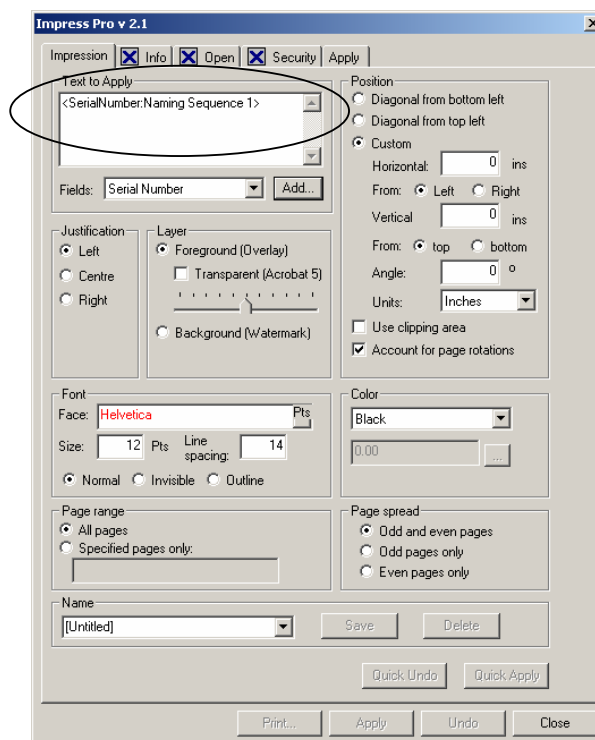 Impress Pro v 2.1
Impression Info Open Security Apply
Text to Apply
<SerialNumber:Naming Sequence 1>
Fields: Serial Number Add...
Position
Diagonal from bottom left
Diagonal from top left
Custom
Horizontal: 0 ins
From: Left Right
Vertical 0 ins
From: top bottom
Angle: 0 o
Units: Inches
Use clipping area
Account for page rotations
Justification
Left
Centre
Right
Layer
Foreground (Overlay)
Transparent (Acrobat 5)
Background (Watermark)
Font
Face: Helvetica Pts
Size: 12 Pts Line spacing: 14
Normal Invisible Outline
Color
Black
0.00 ...
Page range
All pages
Specified pages only:
Page spread
Odd and even pages
Odd pages only
Even pages only
Name
[Untitled] Save Delete
Quick Undo Quick Apply
Print... Apply Undo Close